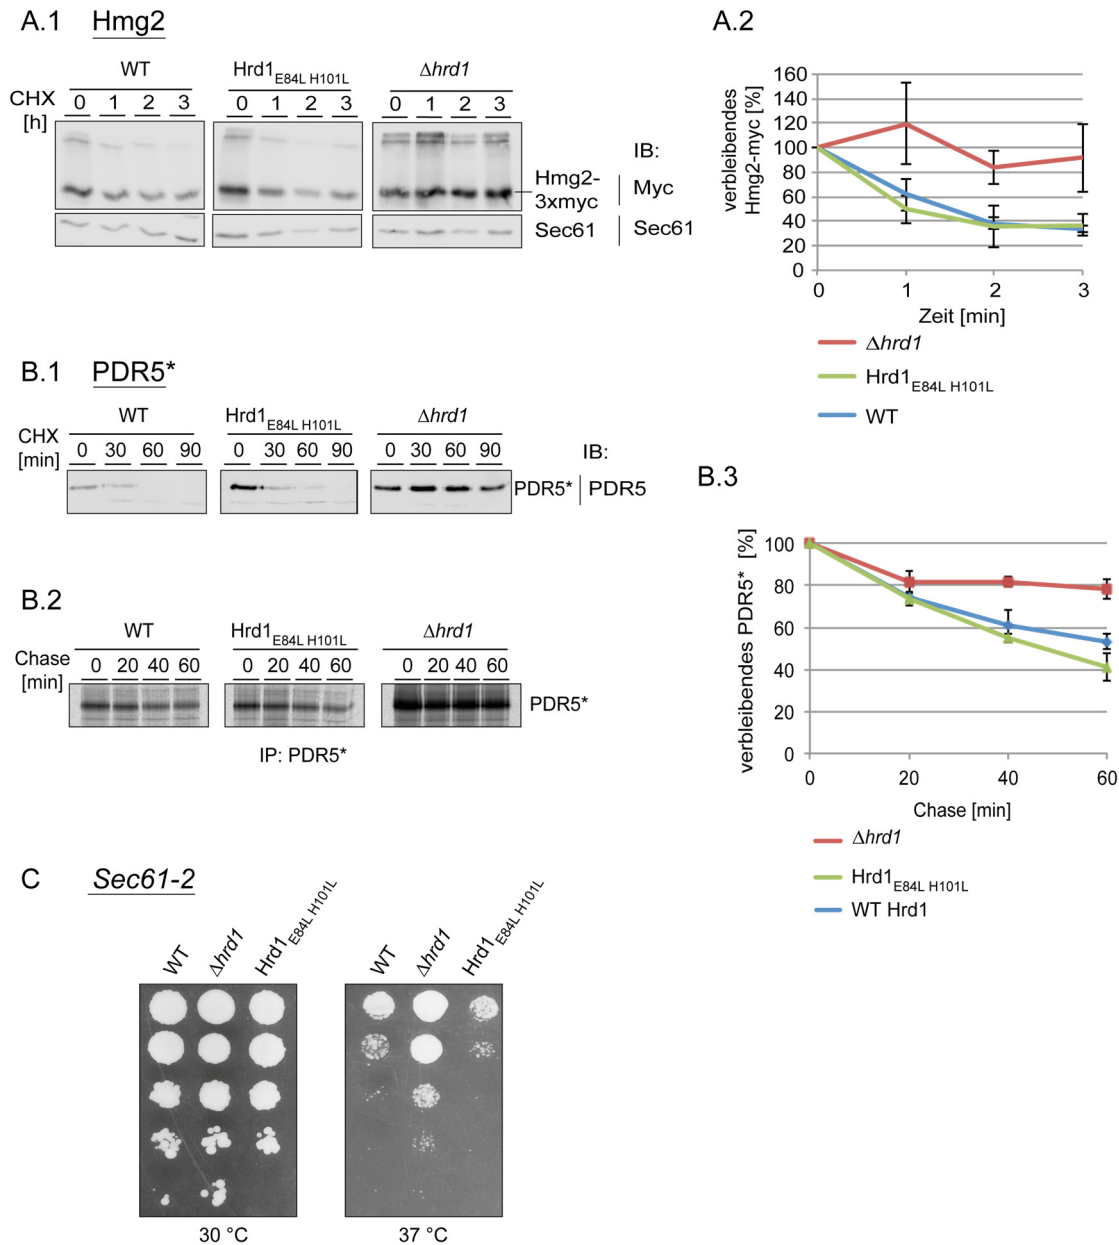 A.1 Hmg2
WT Hrd1E84L H101L Δhrd1
CHX [h] 0 1 2 3 0 1 2 3 0 1 2 3
IB:
Hmg2-3xmyc Myc
Sec61 Sec61
A.2
verbleibendes Hmg2-myc [%]
160
140
120
100
80
60
40
20
0
0 1 2 3
Zeit [min]
Δhrd1
Hrd1E84L H101L
WT
B.1 PDR5*
WT Hrd1E84L H101L Δhrd1
CHX [min] 0 30 60 90 0 30 60 90 0 30 60 90
IB:
PDR5* PDR5
B.2
WT Hrd1E84L H101L Δhrd1
Chase [min] 0 20 40 60 0 20 40 60 0 20 40 60
PDR5*
IP: PDR5*
B.3
verbleibendes PDR5* [%]
100
80
60
40
20
0
0 20 40 60
Chase [min]
Δhrd1
Hrd1E84L H101L
WT Hrd1
C Sec61-2
WT Δhrd1 Hrd1E84L H101L
WT Δhrd1 Hrd1E84L H101L
30 °C 37 °C